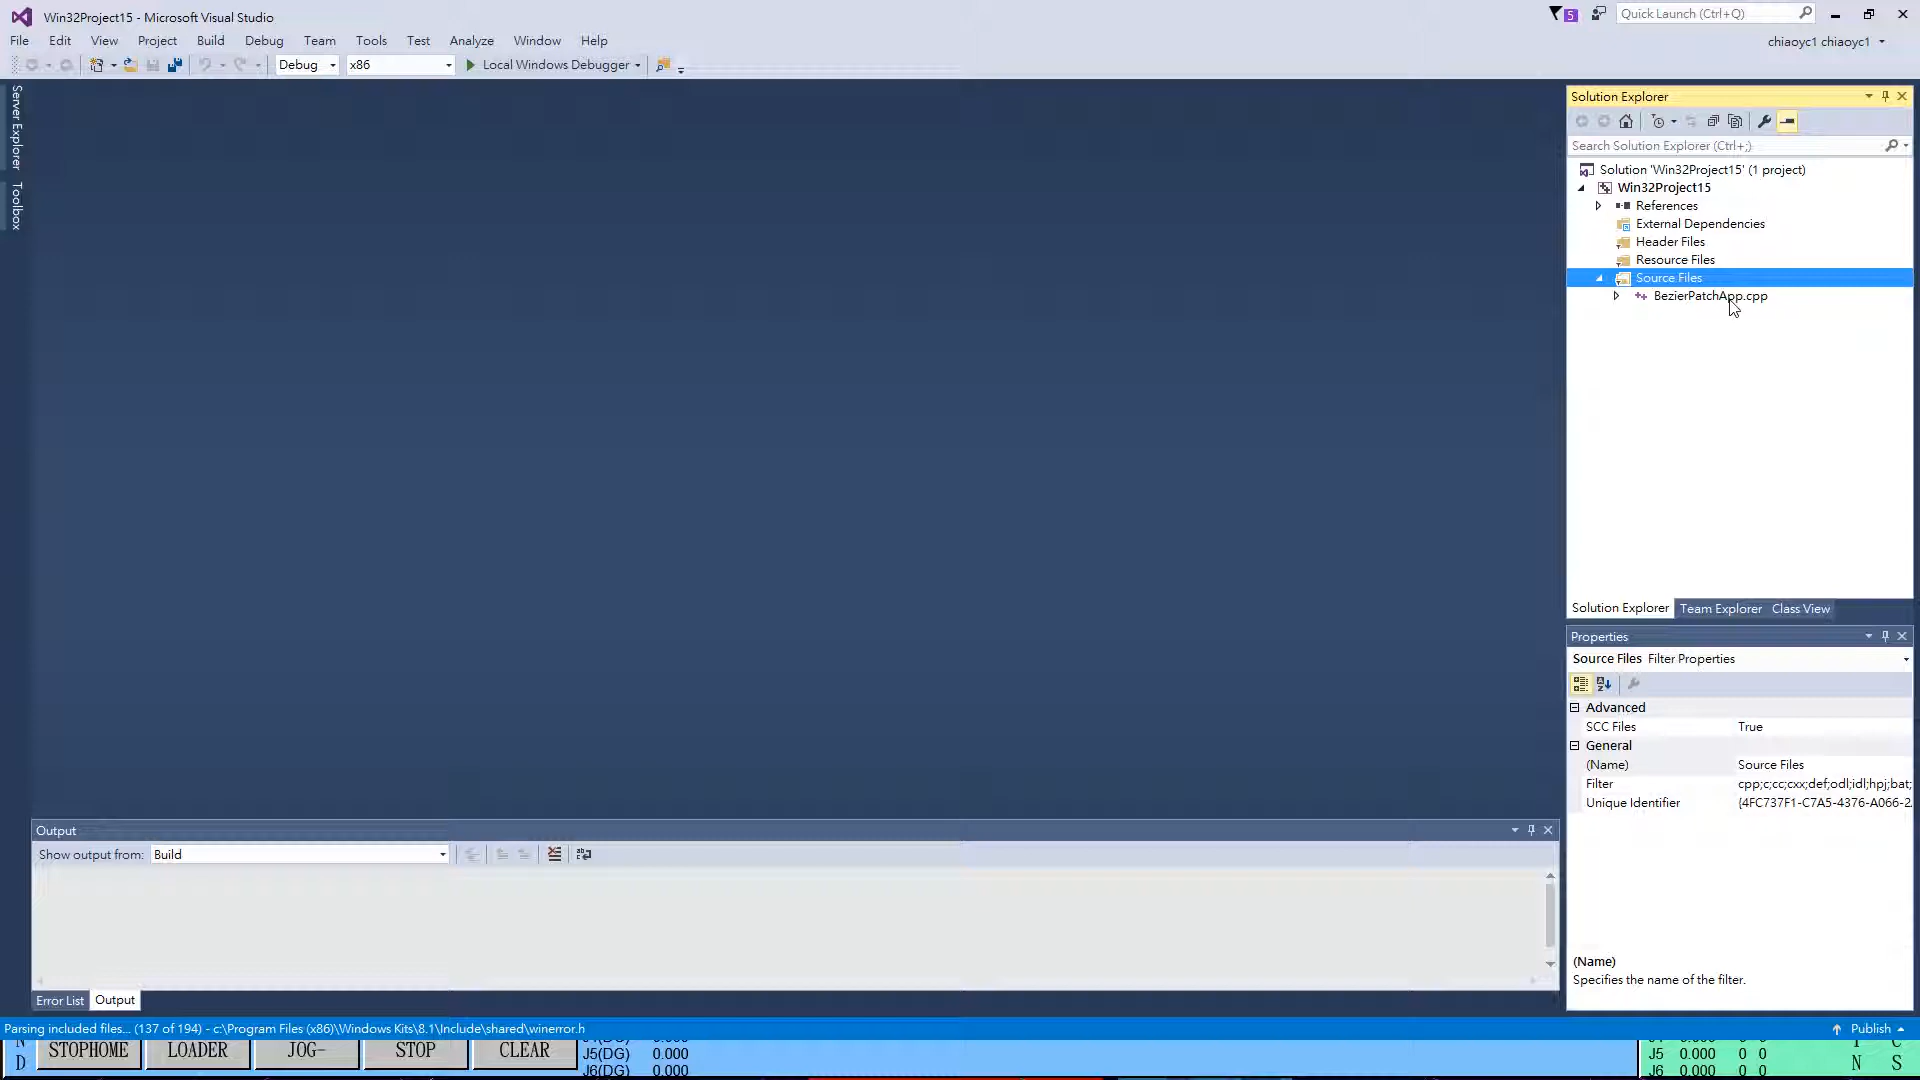 Win32Project15 - Microsoft Visual Studio
5
Quick Launch (Ctrl+Q)
File Edit View Project Build Debug Team Tools Test Analyze Window Help
chiaoyc1 chiaoyc1
Debug x86 Local Windows Debugger
Server Explorer
Toolbox
Solution Explorer
Search Solution Explorer (Ctrl+;)
Solution 'Win32Project15' (1 project)
Win32Project15
References
External Dependencies
Header Files
Resource Files
Source Files
BezierPatchApp.cpp
Solution Explorer Team Explorer Class View
Properties
Source Files Filter Properties
Advanced
SCC Files True
General
(Name) Source Files
Filter cpp;c;cc;cxx;def;odl;idl;hpj;bat;
Unique Identifier {4FC737F1-C7A5-4376-A066-2
(Name)
Specifies the name of the filter.
Output
Show output from: Build
Error List Output
Parsing included files... (137 of 194) - c:\Program Files (x86)\Windows Kits\8.1\Include\shared\winerror.h
Publish
N
D
STOPHOME LOADER JOG- STOP CLEAR
J5(DG) 0.000
J6(DG) 0.000
J5 0.000 0 0
J6 0.000 0 0
N S